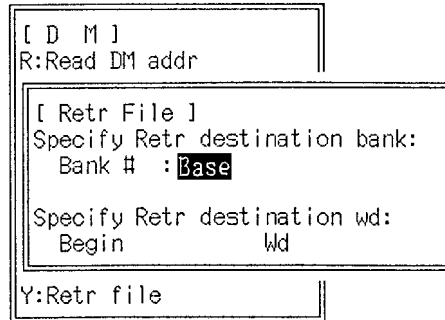 [ D M ]
R:Read DM addr
[ Retr File ]
Specify Retr destination bank:
Bank # :Base
Specify Retr destination wd:
Begin Wd
Y:Retr file